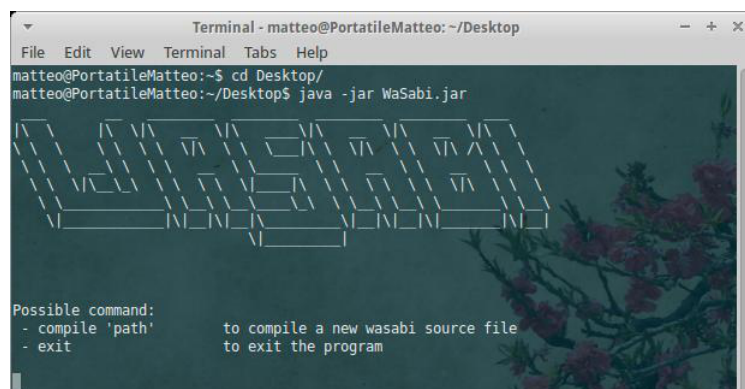 Terminal - matteo@PortatileMatteo: ~/Desktop
File Edit View Terminal Tabs Help
matteo@PortatileMatteo:~$ cd Desktop/
matteo@PortatileMatteo:~/Desktop$ java -jar WaSabi.jar
WASABI
Possible command:
- compile 'path' to compile a new wasabi source file
- exit to exit the program